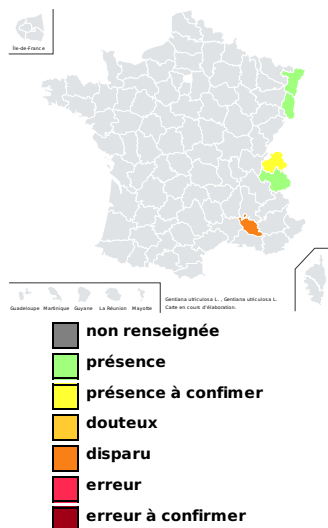 Île-de-France
Gentiana utriculosa L. , Gentiana utriculosa L.
Carte en cours d'élaboration.
Guadeloupe Martinique Guyane La Réunion Mayotte
non renseignée
présence
présence à confimer
douteux
disparu
erreur
erreur à confirmer